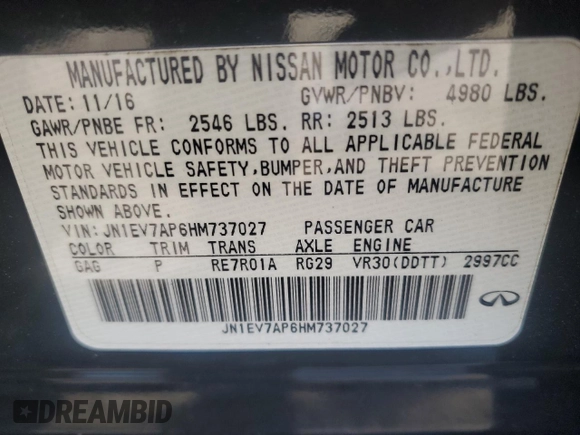 MANUFACTURED BY NISSAN MOTOR CO.,LTD.
DATE: 11/16 GVWR/PNBV: 4980 LBS.
GAWR/PNBE FR: 2546 LBS. RR: 2513 LBS.
THIS VEHICLE CONFORMS TO ALL APPLICABLE FEDERAL
MOTOR VEHICLE SAFETY,BUMPER,AND THEFT PREVENTION
STANDARDS IN EFFECT ON THE DATE OF MANUFACTURE
SHOWN ABOVE.
VIN: JN1EV7AP6HM737027 PASSENGER CAR
COLOR TRIM TRANS AXLE ENGINE
GAG P RE7R01A RG29 VR30(DDTT) 2997CC
JN1EV7AP6HM737027
DREAMBID